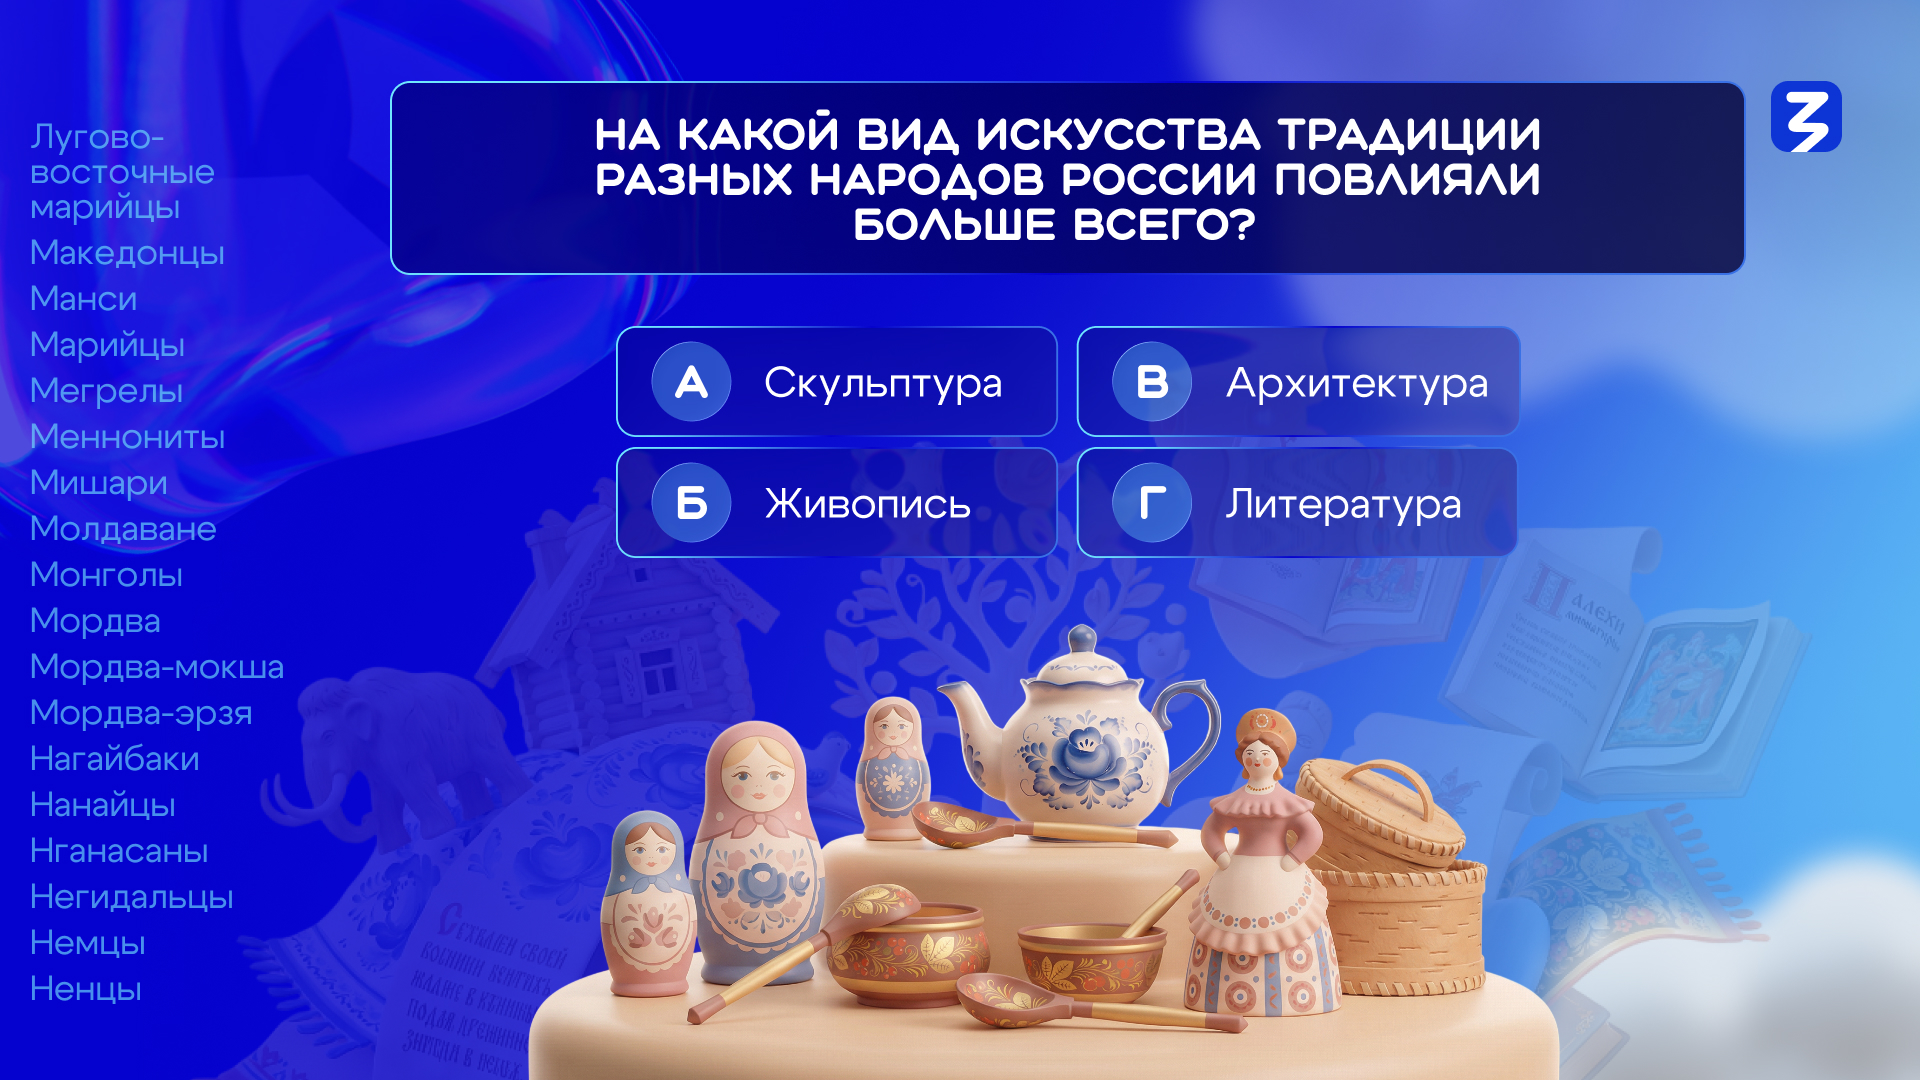 НА КАКОЙ ВИД ИСКУССТВА ТРАДИЦИИ
РАЗНЫХ НАРОДОВ РОССИИ ПОВЛИЯЛИ
БОЛЬШЕ ВСЕГО?
А Скульптура
В Архитектура
Б Живопись
Г Литература
Лугово-
восточные
марийцы
Македонцы
Манси
Марийцы
Мегрелы
Меннониты
Мишари
Молдаване
Монголы
Мордва
Мордва-мокша
Мордва-эрзя
Нагайбаки
Нанайцы
Нганасаны
Негидальцы
Немцы
Ненцы